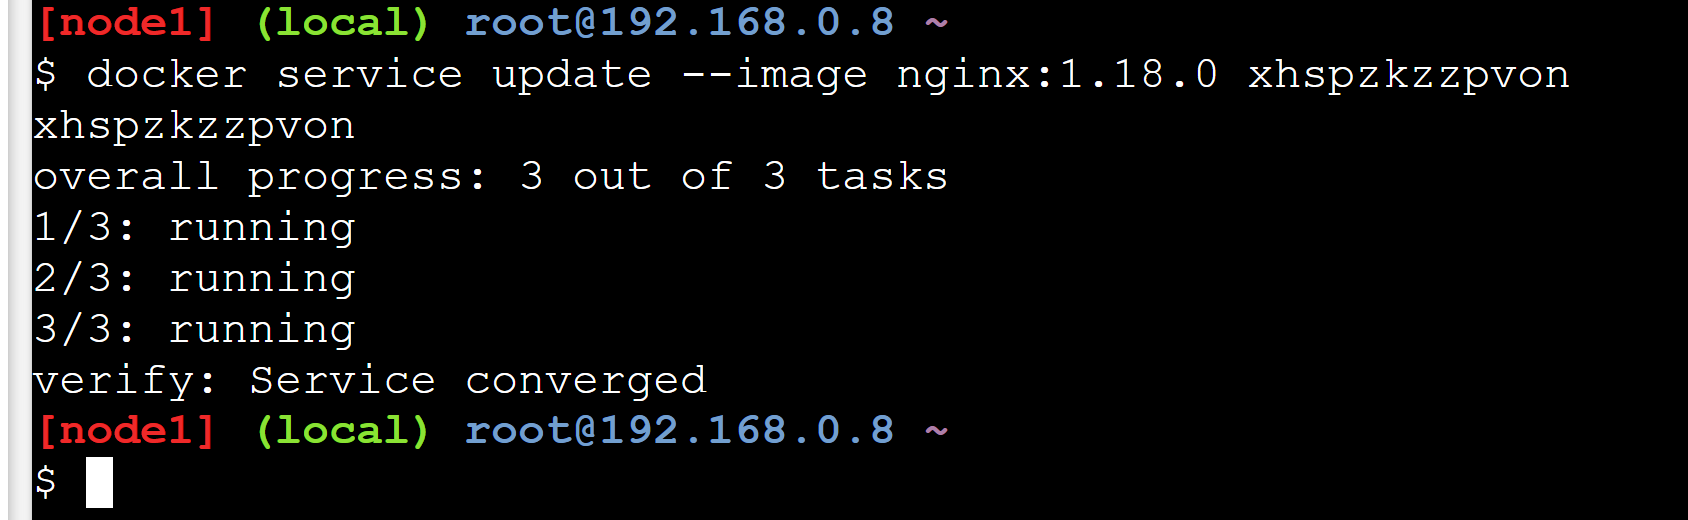 [node1] (local) root@192.168.0.8 ~
$ docker service update --image nginx:1.18.0 xhspzkzzpvon
xhspzkzzpvon
overall progress: 3 out of 3 tasks
1/3: running
2/3: running
3/3: running
verify: Service converged
[node1] (local) root@192.168.0.8 ~
$